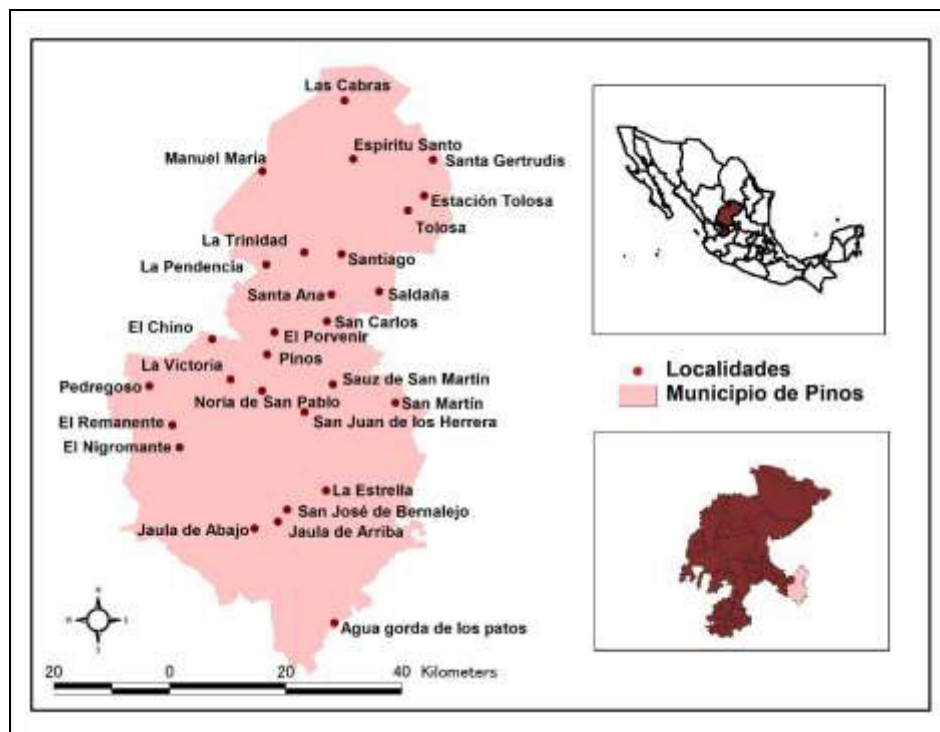 Las Cabras
Espiritu Santo
Manuel Maria
Santa Gertrudis
Estación Tolosa
Tolosa
La Trinidad
Santiago
La Pendencia
Santa Ana
Saldaña
San Carlos
El Chino
El Porvenir
Pinos
La Victoria
Sauz de San Martin
Pedregoso
Noria de San Pablo
San Martín
El Remanente
San Juan de los Herrera
El Nigromante
La Estrella
San José de Bernalejo
Jaula de Abajo
Jaula de Arriba
Agua gorda de los patos
20 0 20 40 Kilometers
Localidades
Municipio de Pinos